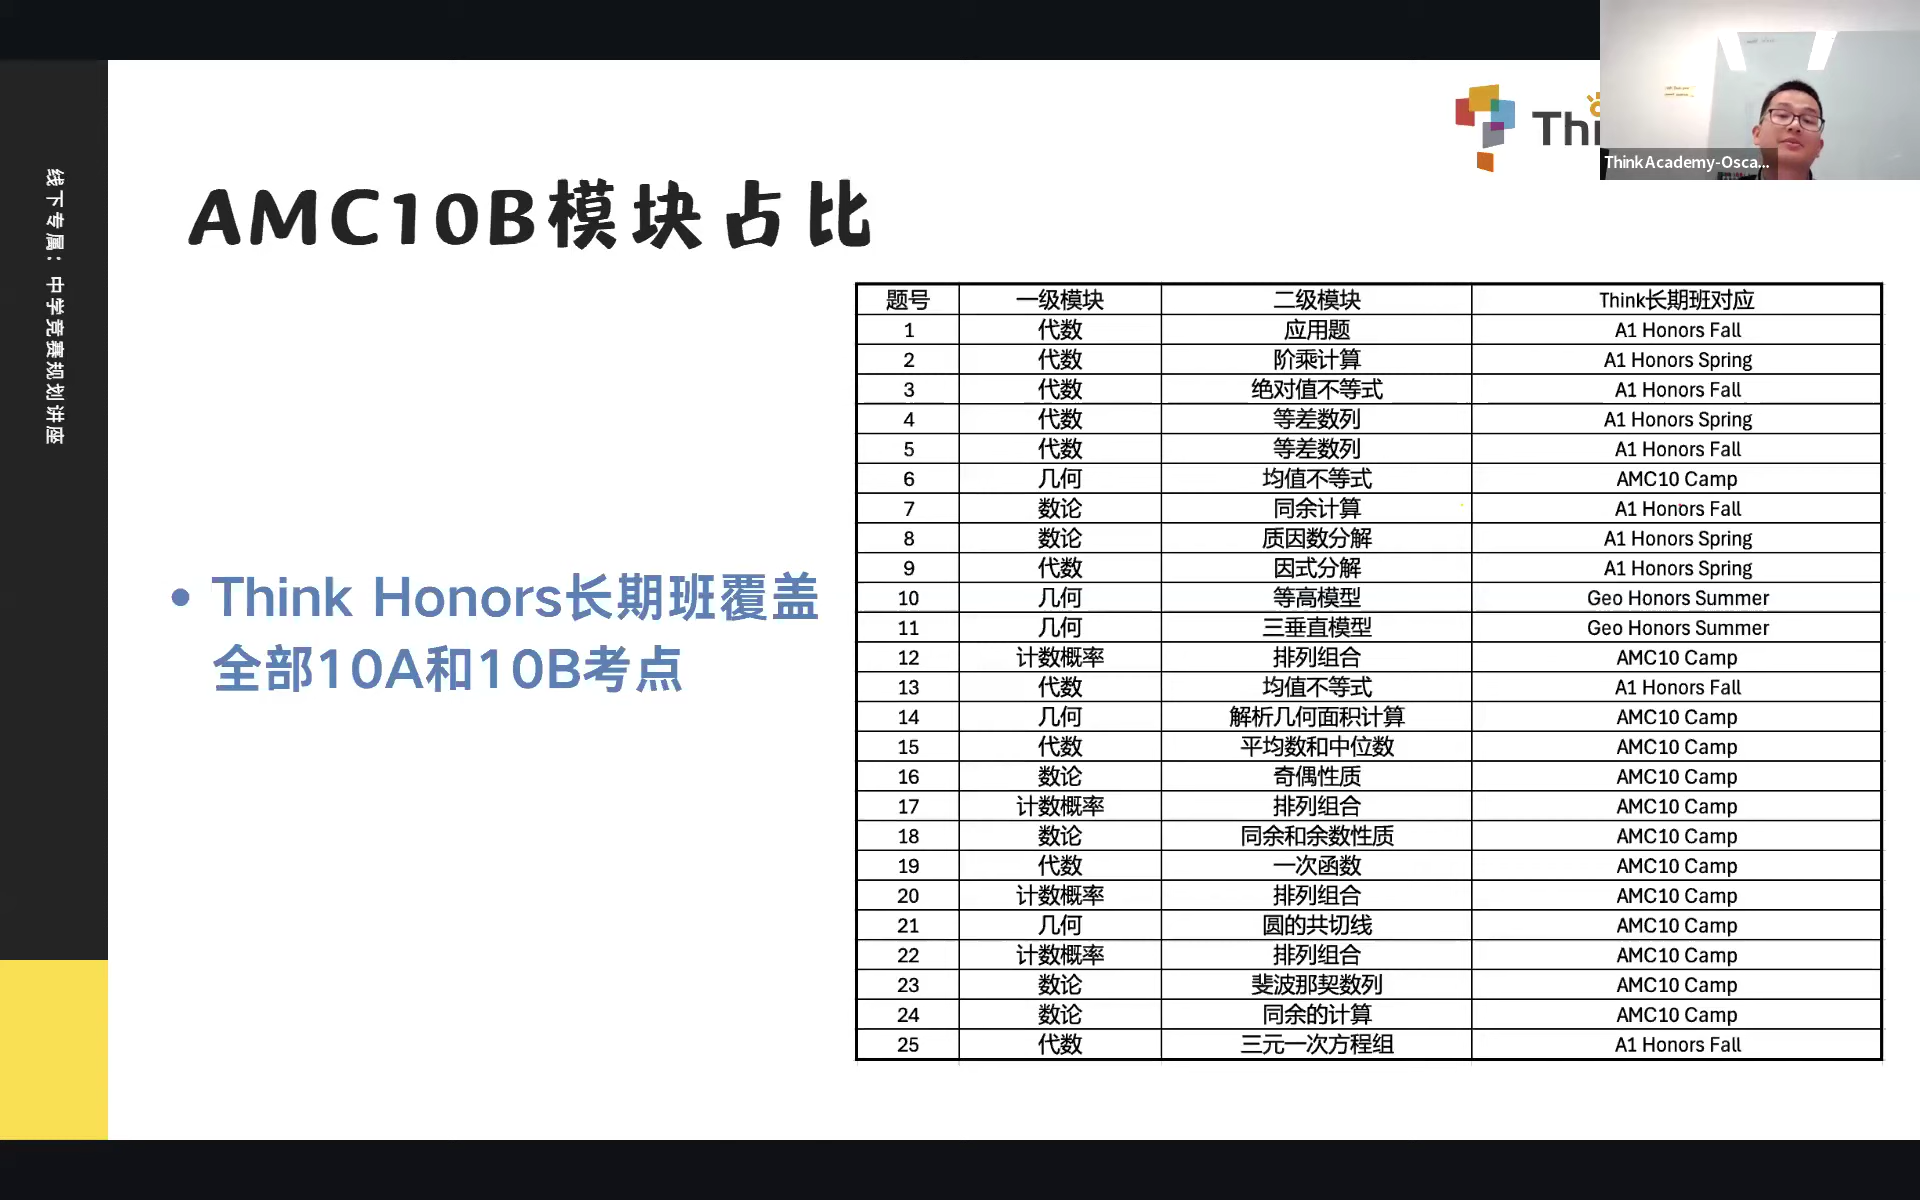 Thi
ThinkAcademy-Osca...
线下专属：中学竞赛规划讲座
AMC10B模块占比
• Think Honors长期班覆盖
全部10A和10B考点
题号 一级模块 二级模块 Think长期班对应
1 代数 应用题 A1 Honors Fall
2 代数 阶乘计算 A1 Honors Spring
3 代数 绝对值不等式 A1 Honors Fall
4 代数 等差数列 A1 Honors Spring
5 代数 等差数列 A1 Honors Fall
6 几何 均值不等式 AMC10 Camp
7 数论 同余计算 A1 Honors Fall
8 数论 质因数分解 A1 Honors Spring
9 代数 因式分解 A1 Honors Spring
10 几何 等高模型 Geo Honors Summer
11 几何 三垂直模型 Geo Honors Summer
12 计数概率 排列组合 AMC10 Camp
13 代数 均值不等式 A1 Honors Fall
14 几何 解析几何面积计算 AMC10 Camp
15 代数 平均数和中位数 AMC10 Camp
16 数论 奇偶性质 AMC10 Camp
17 计数概率 排列组合 AMC10 Camp
18 数论 同余和余数性质 AMC10 Camp
19 代数 一次函数 AMC10 Camp
20 计数概率 排列组合 AMC10 Camp
21 几何 圆的共切线 AMC10 Camp
22 计数概率 排列组合 AMC10 Camp
23 数论 斐波那契数列 AMC10 Camp
24 数论 同余的计算 AMC10 Camp
25 代数 三元一次方程组 A1 Honors Fall